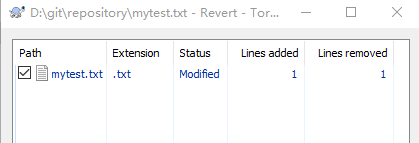 D:\git\repository\mytest.txt - Revert - Tor...
Path Extension Status Lines added Lines removed
mytest.txt .txt Modified 1 1